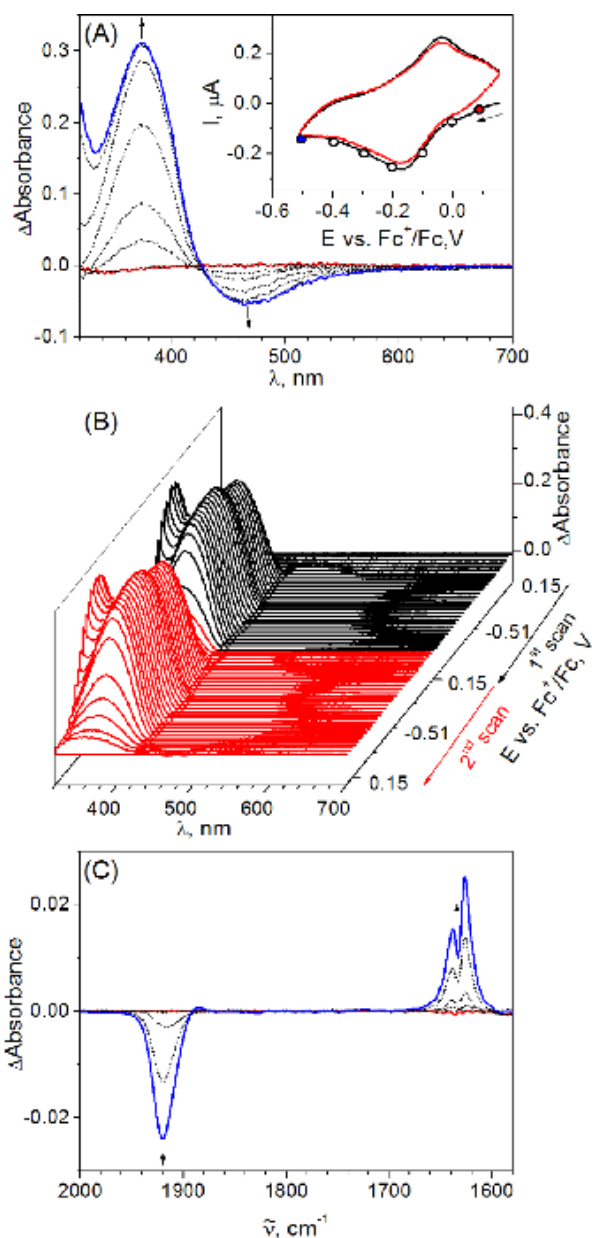 (A)
0.3
0.2
0.1
0.0
-0.1
ΔAbsorbance
400 500 600 700
λ, nm
0.2
0.0
-0.2
I, μA
-0.6 -0.4 -0.2 0.0
E vs. Fc⁺/Fc,V
(B)
0.4
0.2
0.0
ΔAbsorbance
0.15
-0.51
0.15
-0.51
0.15
1ˢᵗ scan
E vs. Fc⁺/Fc, V
2ⁿᵈ scan
400 500 600 700
λ, nm
(C)
0.02
0.00
-0.02
ΔAbsorbance
2000 1900 1800 1700 1600
ν̃, cm⁻¹